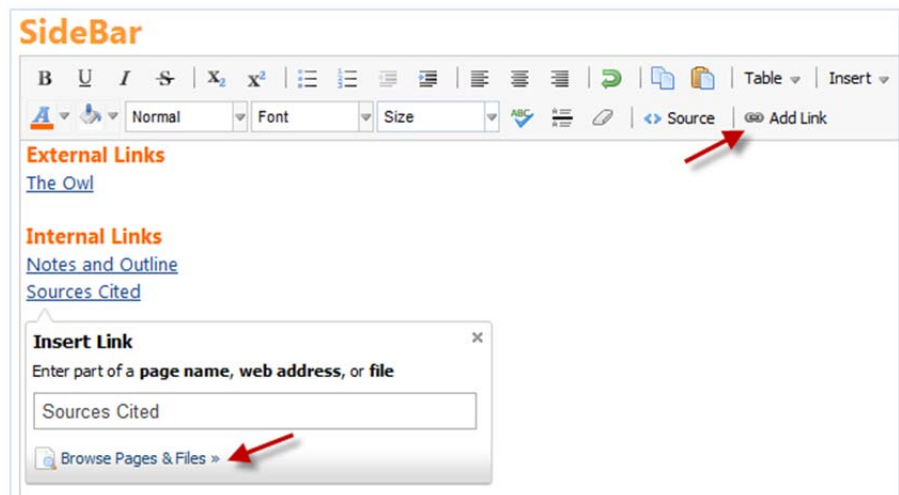 SideBar
B U I S X₂ x² Table Insert
A Normal Font Size ABC Source Add Link
External Links
The Owl
Internal Links
Notes and Outline
Sources Cited
Insert Link ×
Enter part of a page name, web address, or file
Sources Cited
Browse Pages & Files »